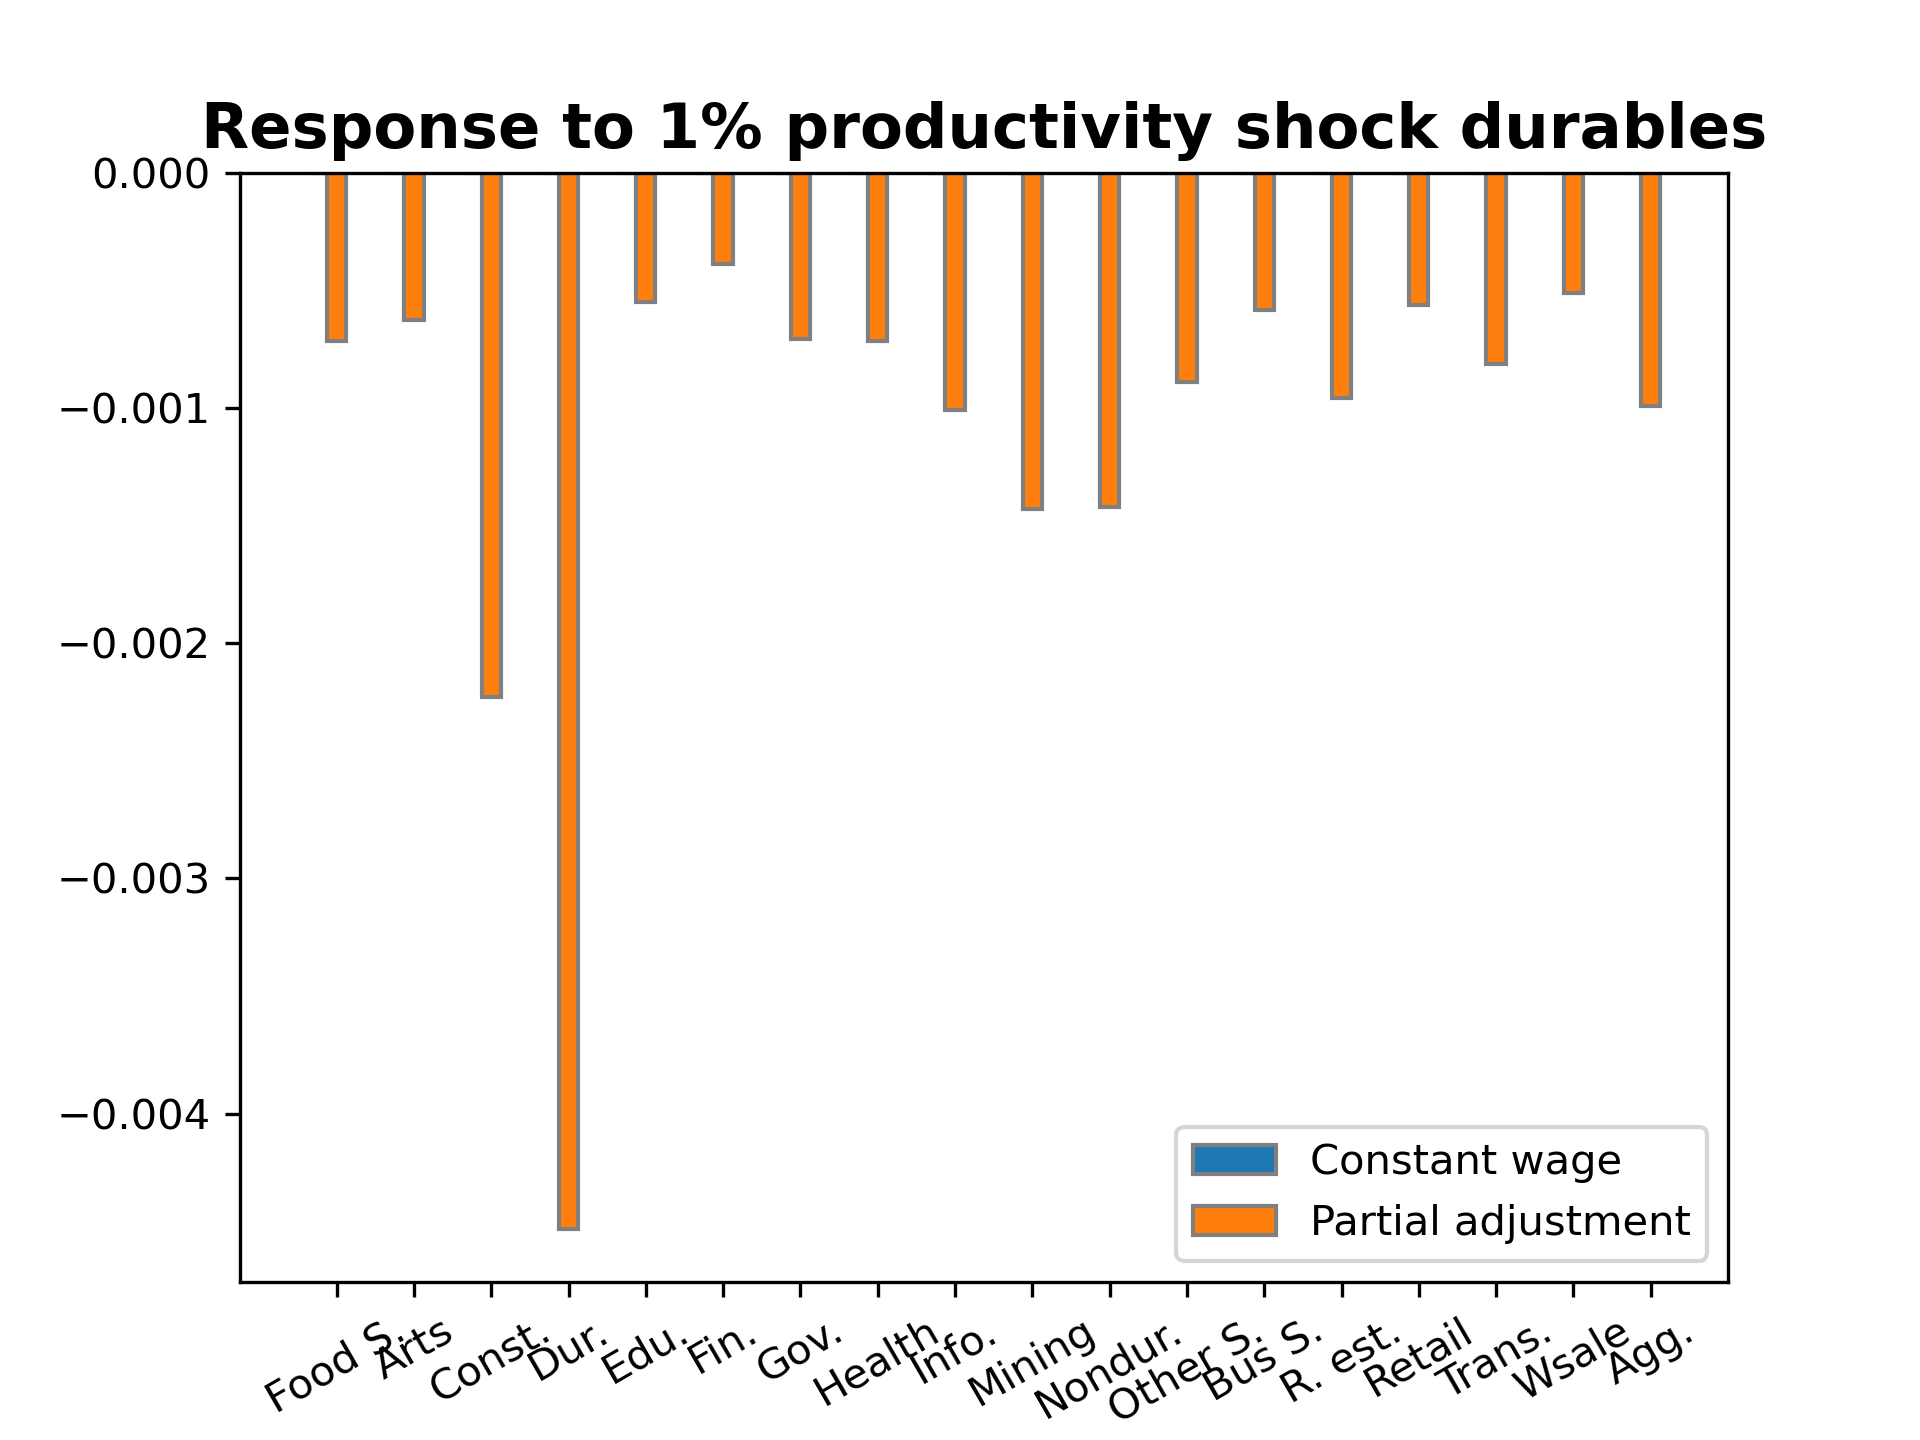 Response to 1% productivity shock durables
0.000
−0.001
−0.002
−0.003
−0.004
Constant wage
Partial adjustment
Food S.
Arts
Const.
Dur.
Edu.
Fin.
Gov.
Health
Info.
Mining
Nondur.
Other S.
Bus S.
R. est.
Retail
Trans.
Wsale
Agg.